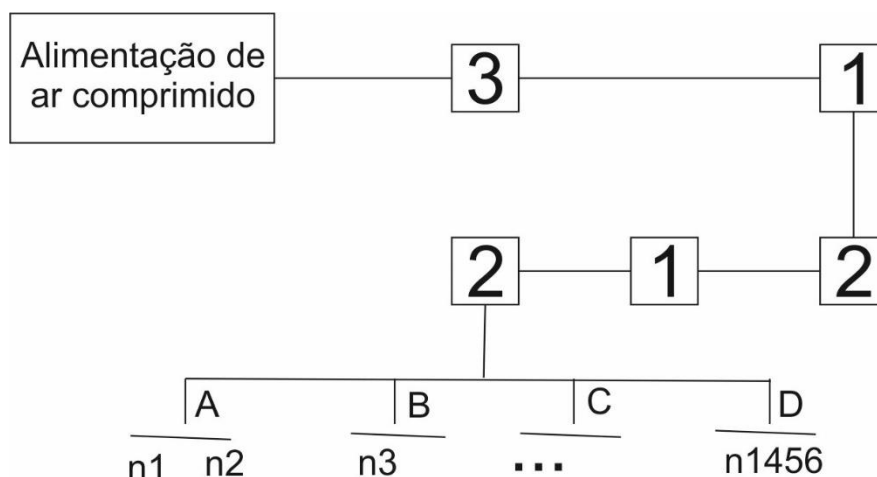 Alimentação de
ar comprimido
3
1
2
1
2
A
B
C
D
n1
n2
n3
...
n1456